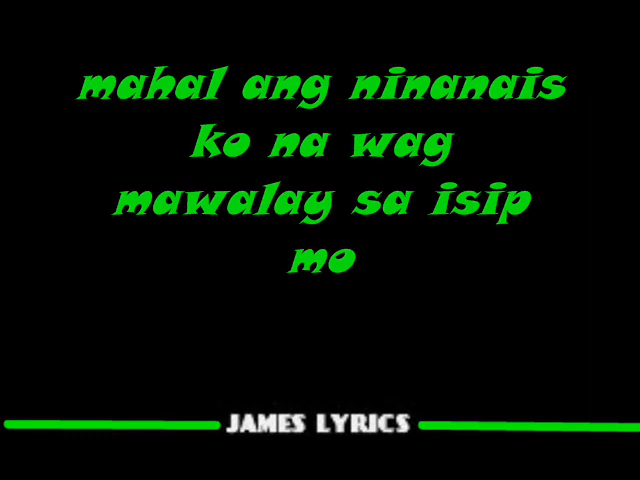 mahal ang ninanais
ko na wag
mawalay sa isip
mo
JAMES LYRICS